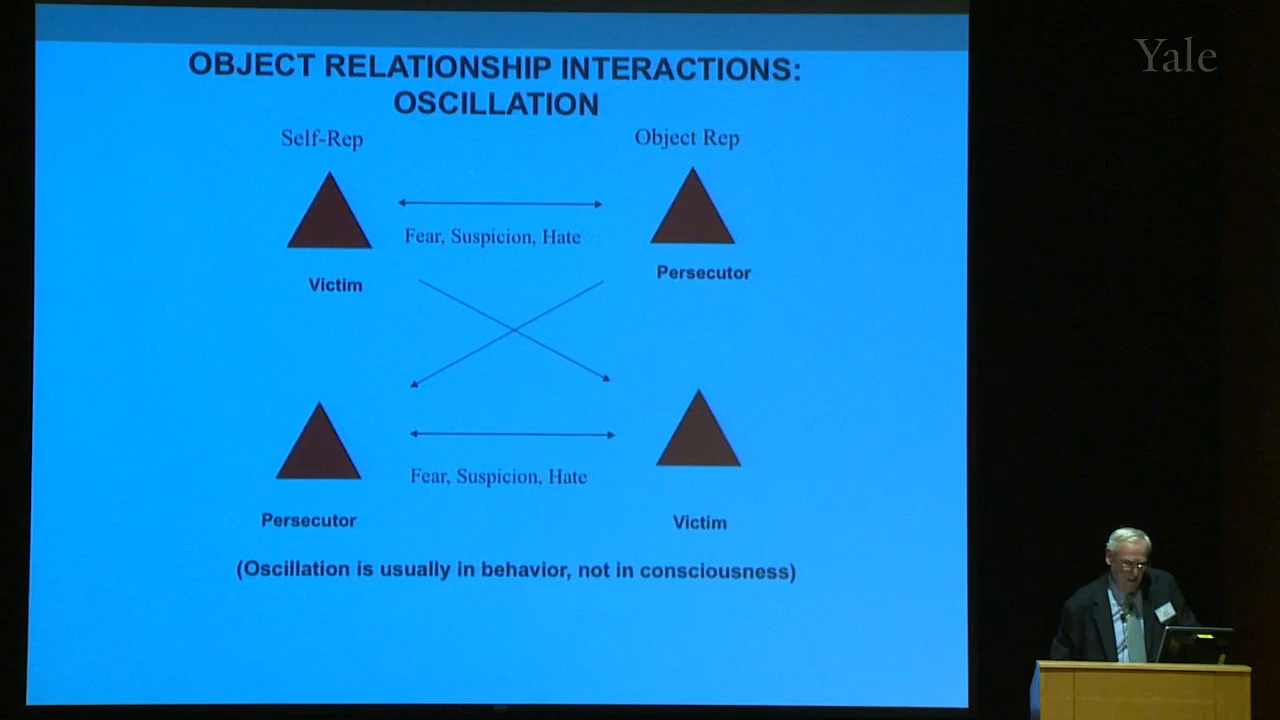 Yale
OBJECT RELATIONSHIP INTERACTIONS:
OSCILLATION
Self-Rep
Object Rep
Fear, Suspicion, Hate
Victim
Persecutor
Fear, Suspicion, Hate
Persecutor
Victim
(Oscillation is usually in behavior, not in consciousness)